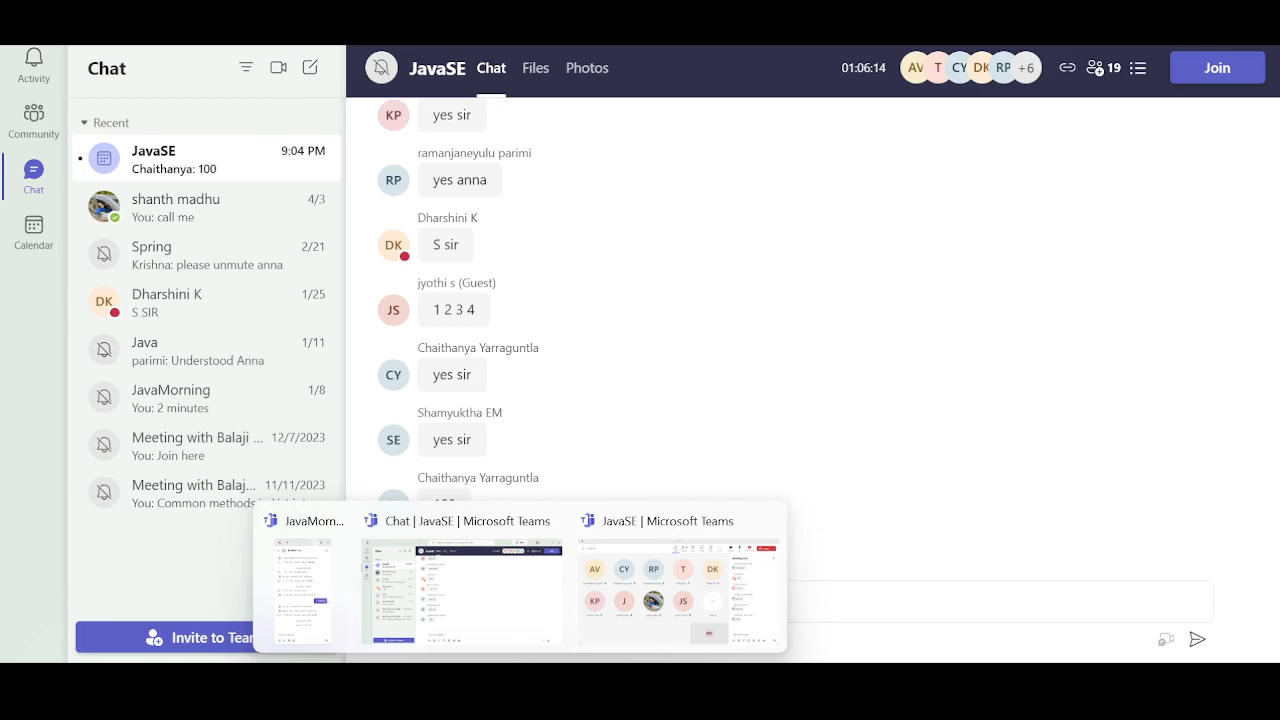 Activity
Community
Chat
Calendar
Chat
Recent
JavaSE 9:04 PM
Chaithanya: 100
shanth madhu 4/3
You: call me
Spring 2/21
Krishna: please unmute anna
DK
Dharshini K 1/25
S SIR
Java 1/11
parimi: Understood Anna
JavaMorning 1/8
You: 2 minutes
Meeting with Balaji ... 12/7/2023
You: Join here
Meeting with Balaj... 11/11/2023
You: Common methods
Invite to Tea
JavaSE Chat Files Photos
01:06:14 AV T CY DK RP +6 19 Join
KP yes sir
ramanjaneyulu parimi
RP yes anna
Dharshini K
DK S sir
jyothi s (Guest)
JS 1 2 3 4
Chaithanya Yarraguntla
CY yes sir
Shamyuktha EM
SE yes sir
Chaithanya Yarraguntla
JavaMorn... Chat | JavaSE | Microsoft Teams JavaSE | Microsoft Teams
AV CY RP T DK
KP J JS